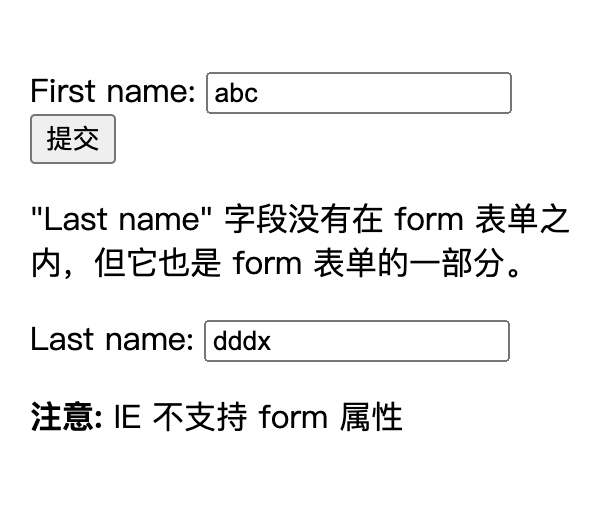 First name: abc
提交
"Last name" 字段没有在 form 表单之
内，但它也是 form 表单的一部分。
Last name: dddx
注意: IE 不支持 form 属性